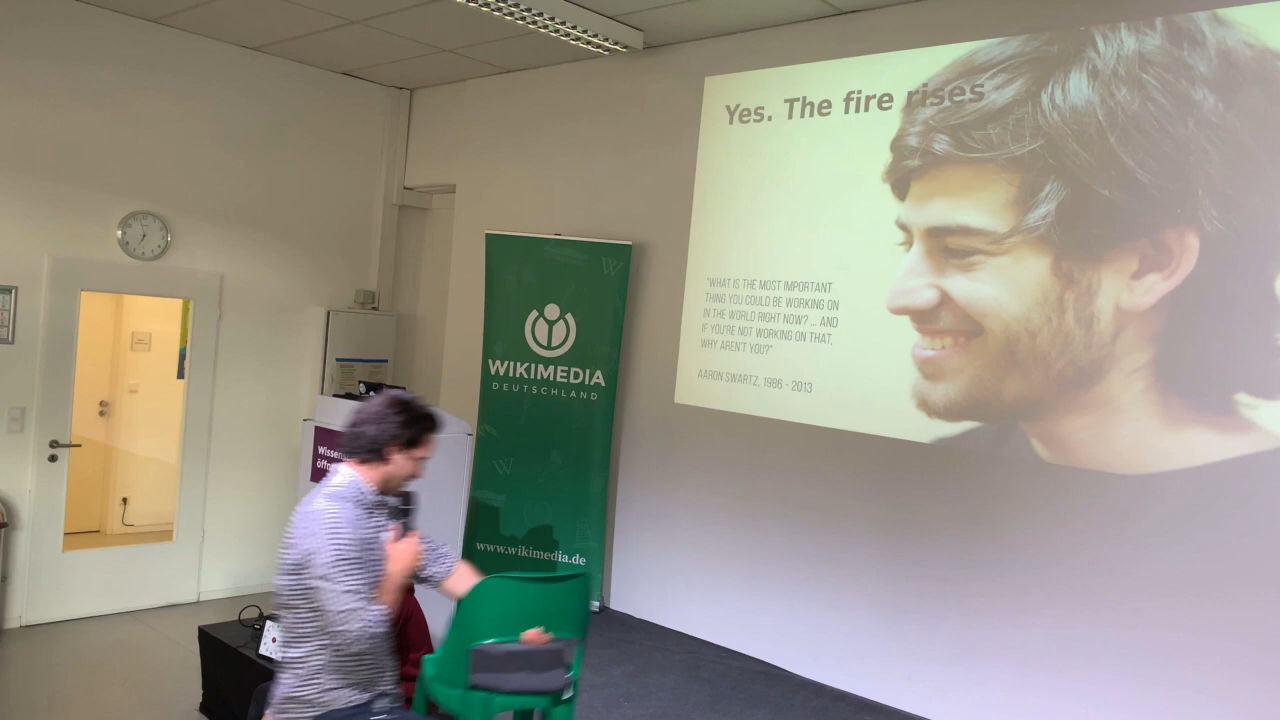 Yes. The fire rises
"WHAT IS THE MOST IMPORTANT
THING YOU COULD BE WORKING ON
IN THE WORLD RIGHT NOW? ... AND
IF YOU'RE NOT WORKING ON THAT,
WHY AREN'T YOU?"
AARON SWARTZ, 1986 - 2013
WIKIMEDIA
DEUTSCHLAND
www.wikimedia.de